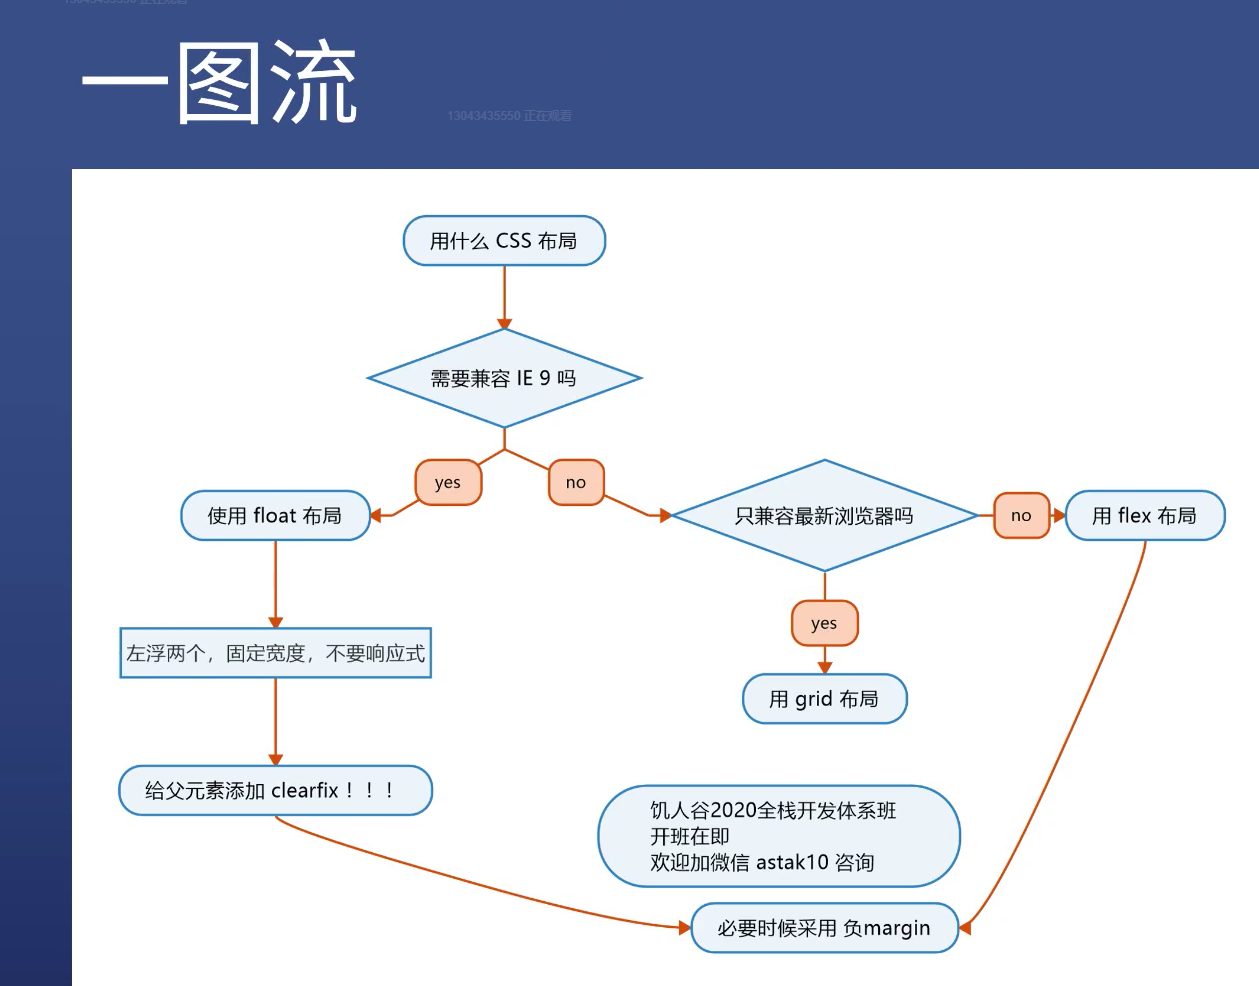 一图流
13043435550 正在观看
用什么 CSS 布局
需要兼容 IE 9 吗
yes
no
使用 float 布局
只兼容最新浏览器吗
no
用 flex 布局
yes
左浮两个，固定宽度，不要响应式
用 grid 布局
给父元素添加 clearfix！！！
饥人谷2020全栈开发体系班
开班在即
欢迎加微信 astak10 咨询
必要时候采用 负margin